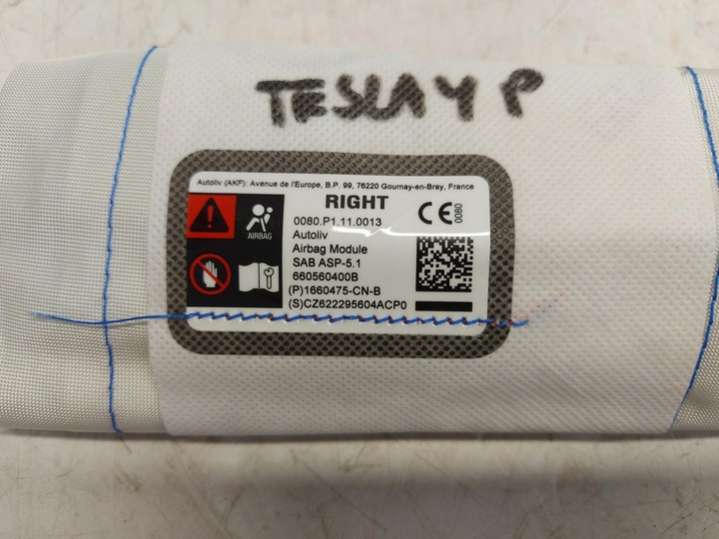 TESLA Y P
Autoliv (AKF): Avenue de l'Europe, B.P. 99, 76220 Gournay-en-Bray, France
RIGHT
0080.P1.11.0013
Autoliv
Airbag Module
SAB ASP-5.1
660560400B
(P)1660475-CN-B
(S)CZ622295604ACP0
AIRBAG
CE
0080